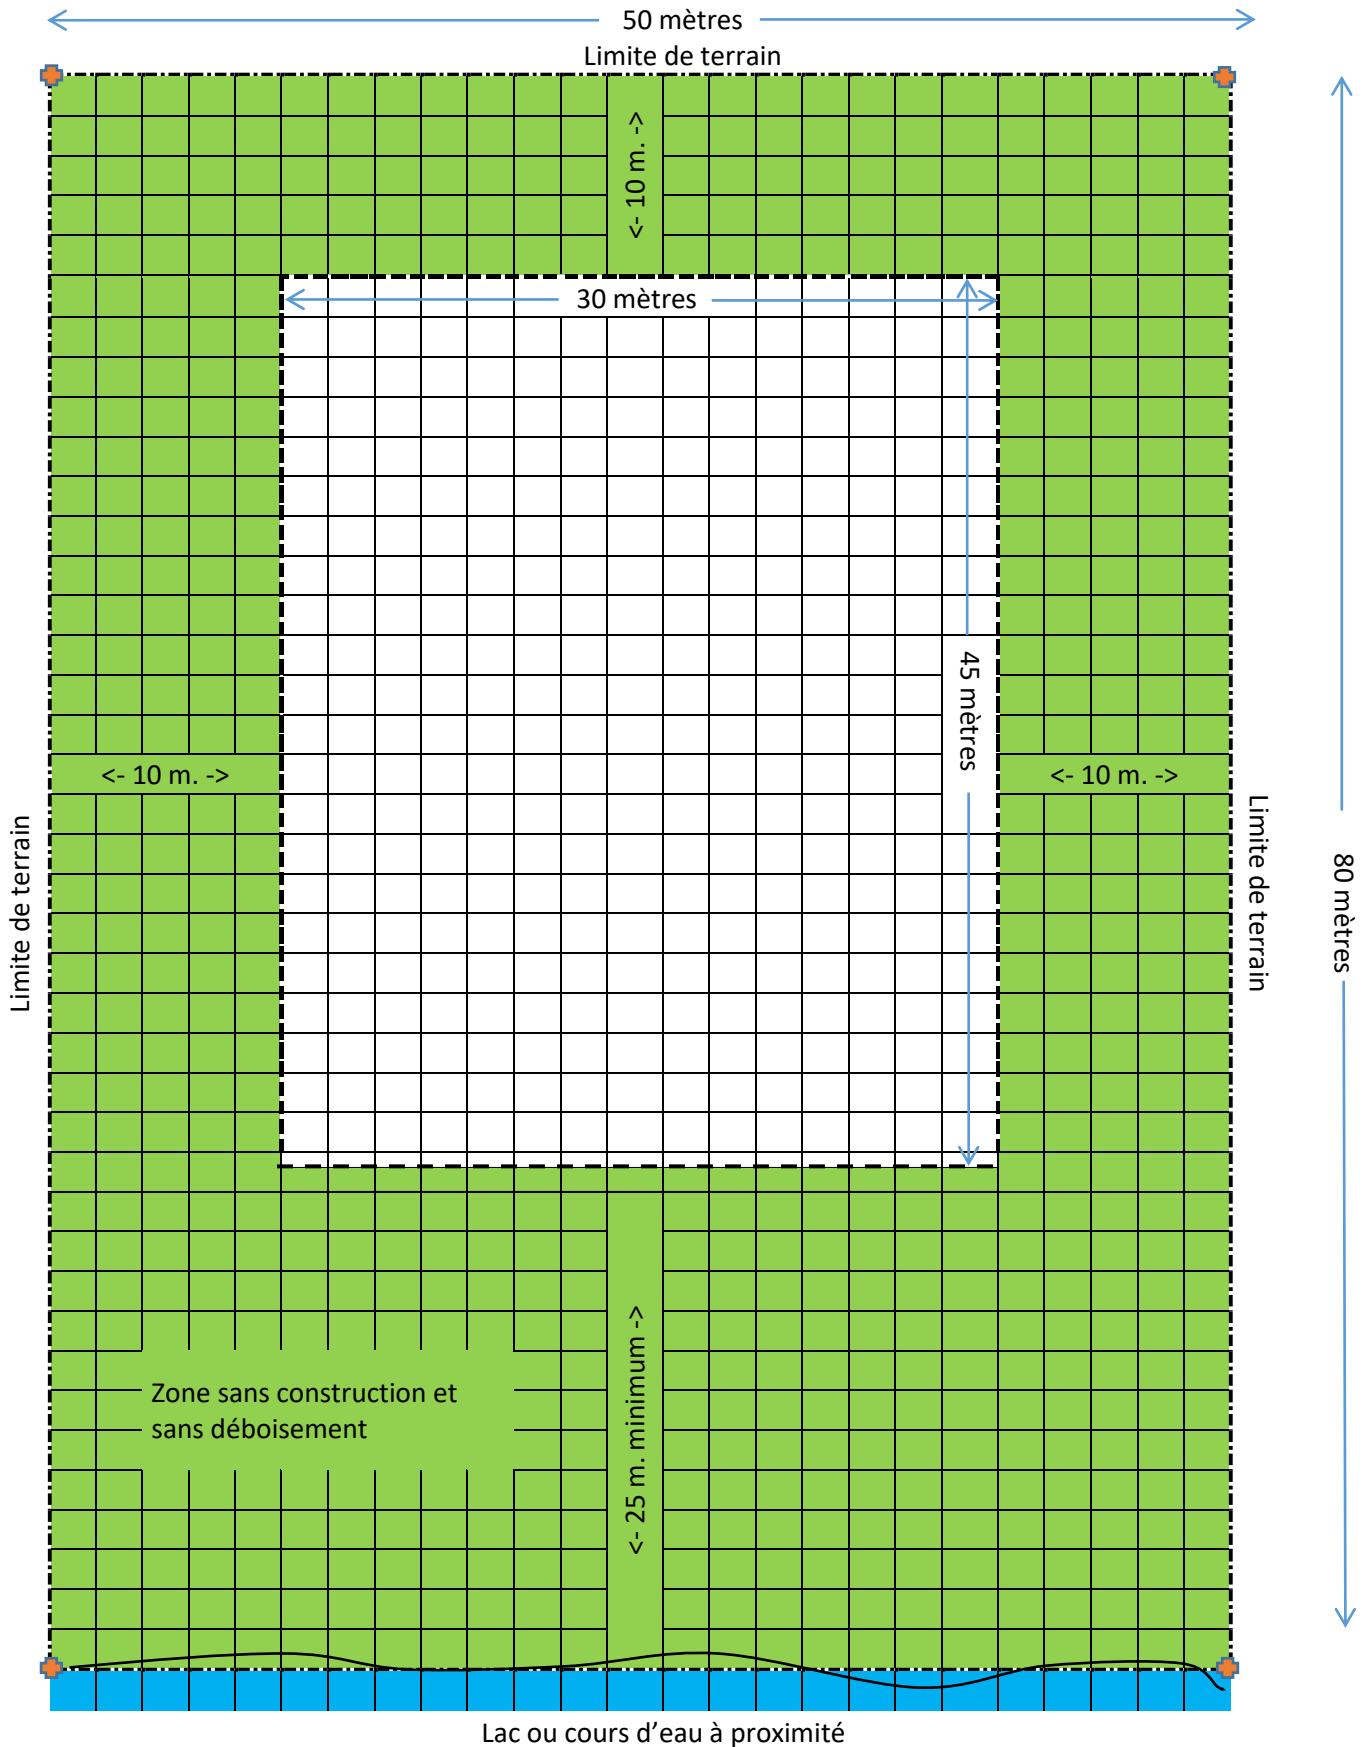 50 mètres
Limite de terrain
<- 10 m. ->
30 mètres
45 mètres
<- 10 m. ->
<- 10 m. ->
Limite de terrain
Limite de terrain
80 mètres
<- 25 m. minimum ->
Zone sans construction et
sans déboisement
Lac ou cours d’eau à proximité